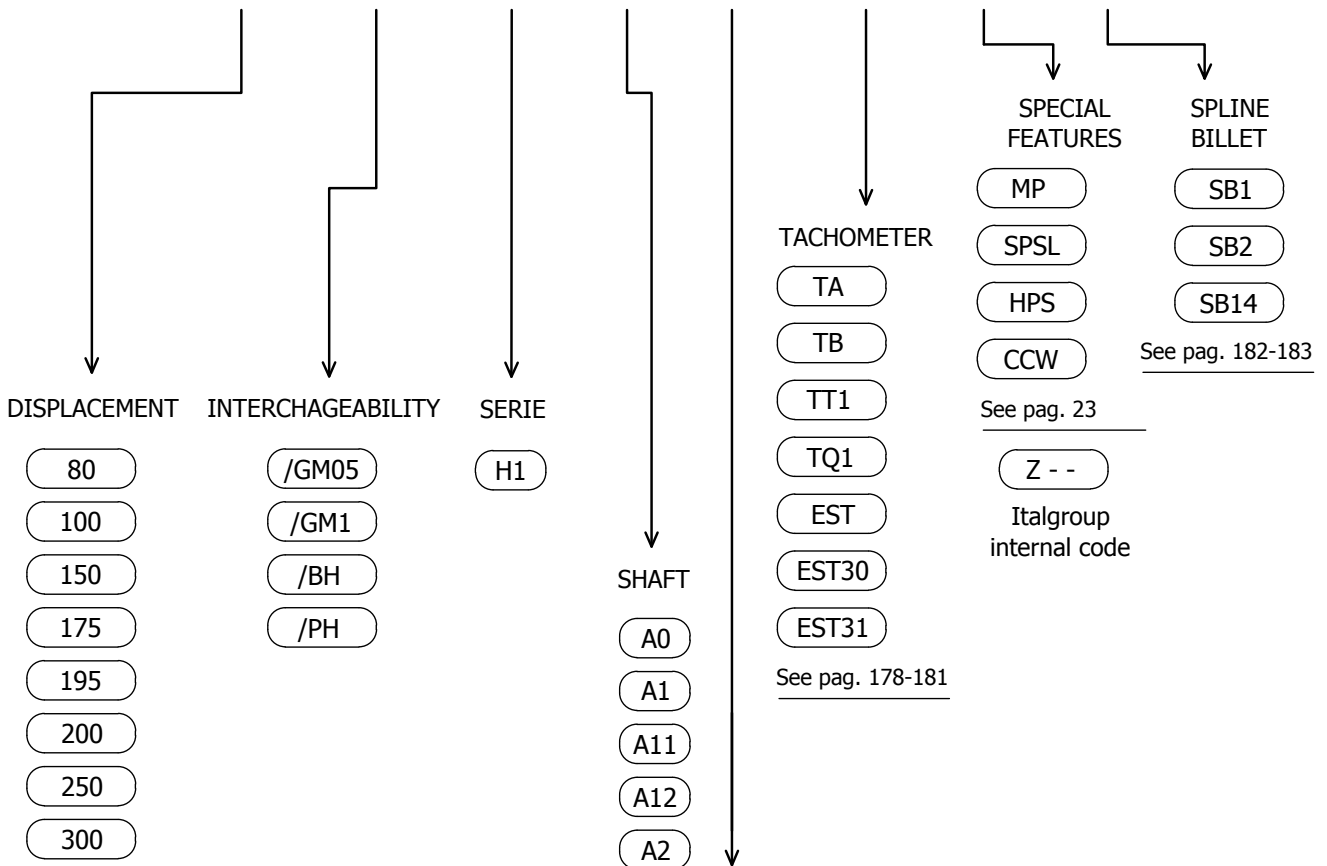 DISPLACEMENT
80
100
150
175
195
200
250
300
INTERCHAGEABILITY
/GM05
/GM1
/BH
/PH
SERIE
H1
SHAFT
A0
A1
A11
A12
A2
TACHOMETER
TA
TB
TT1
TQ1
EST
EST30
EST31
See pag. 178-181
SPECIAL
FEATURES
MP
SPSL
HPS
CCW
See pag. 23
Z - -
Italgroup
internal code
SPLINE
BILLET
SB1
SB2
SB14
See pag. 182-183